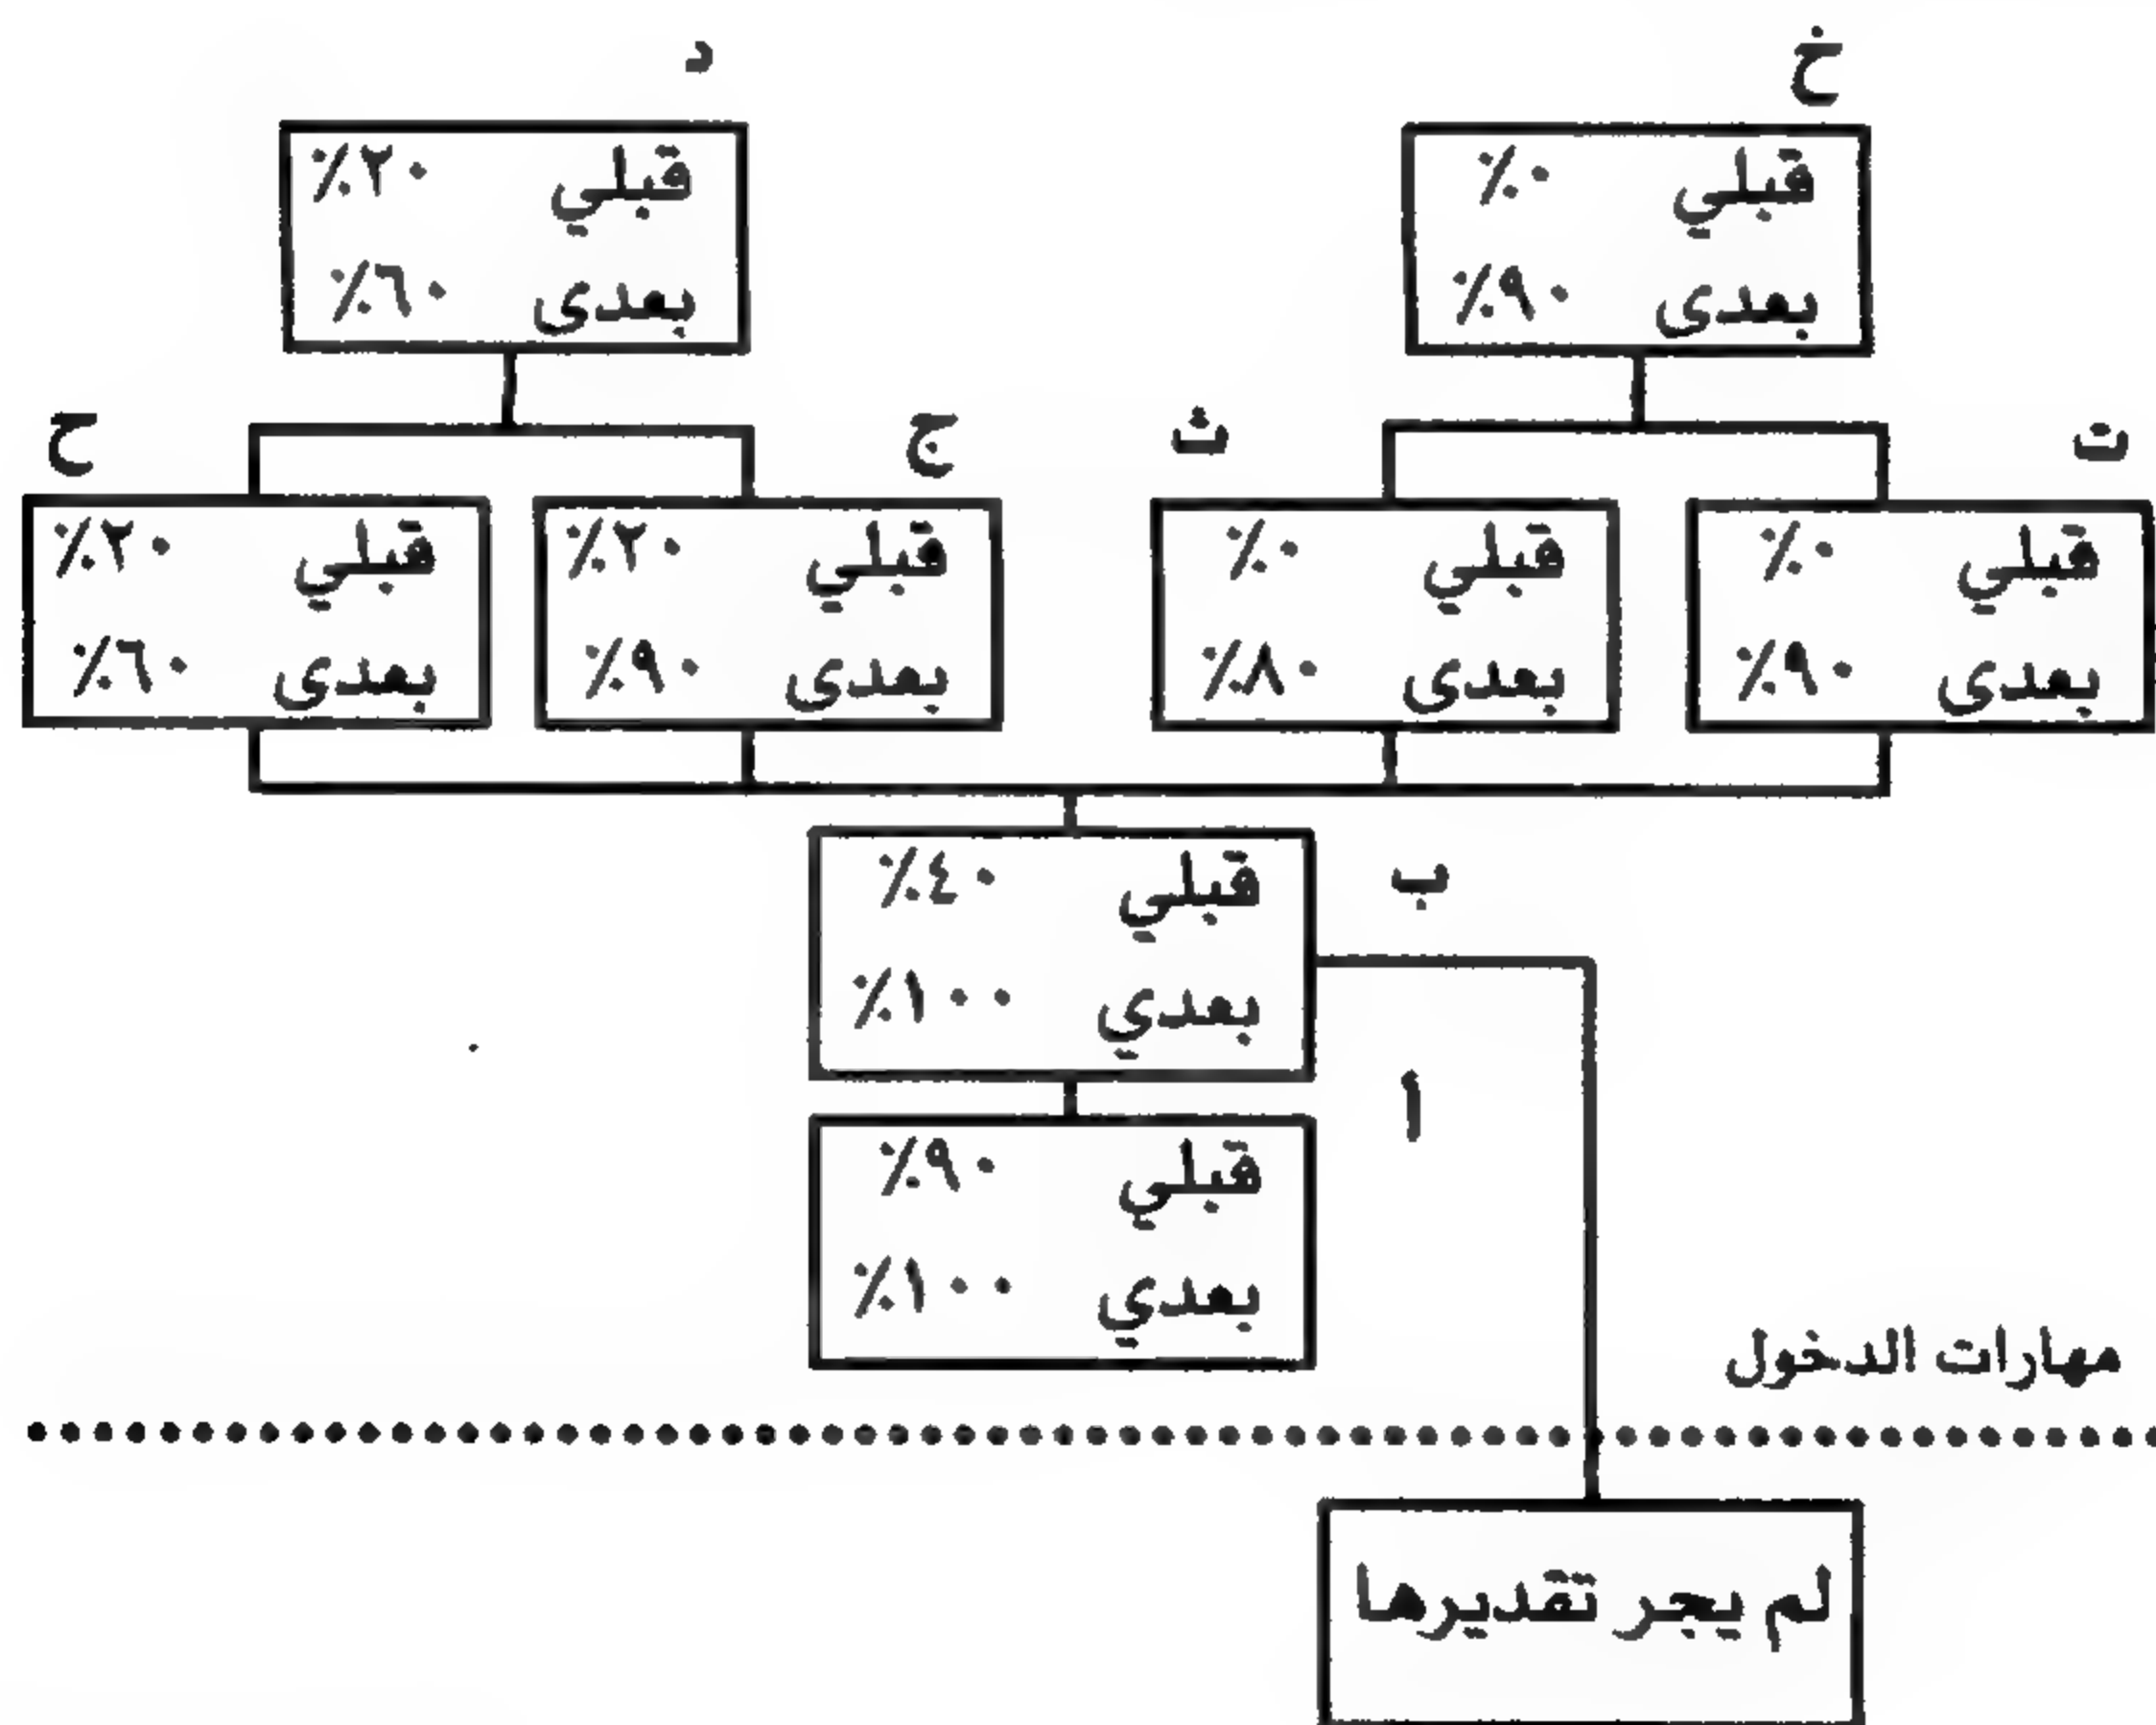 خ
قبلي ٠٪
بعدى ٩٠٪
د
قبلي ٢٠٪
بعدى ٦٠٪
ت
قبلي ٠٪
بعدى ٩٠٪
ث
قبلي ٠٪
بعدى ٨٠٪
ج
قبلي ٢٠٪
بعدى ٩٠٪
ح
قبلي ٢٠٪
بعدى ٦٠٪
ب
قبلي ٤٠٪
بعدي ١٠٠٪
أ
قبلي ٩٠٪
بعدي ١٠٠٪
مهارات الدخول
لم يجر تقديرها